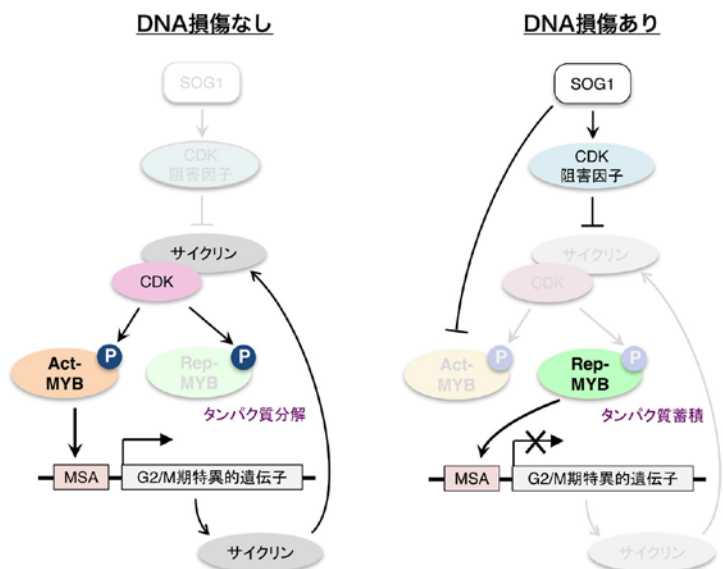 DNA損傷なし
SOG1
CDK
阻害因子
サイクリン
CDK
P
P
Act-
MYB
Rep-
MYB
タンパク質分解
MSA
G2/M期特異的遺伝子
サイクリン
DNA損傷あり
SOG1
CDK
阻害因子
サイクリン
CDK
P
P
Act-
MYB
Rep-
MYB
タンパク質蓄積
MSA
G2/M期特異的遺伝子
サイクリン